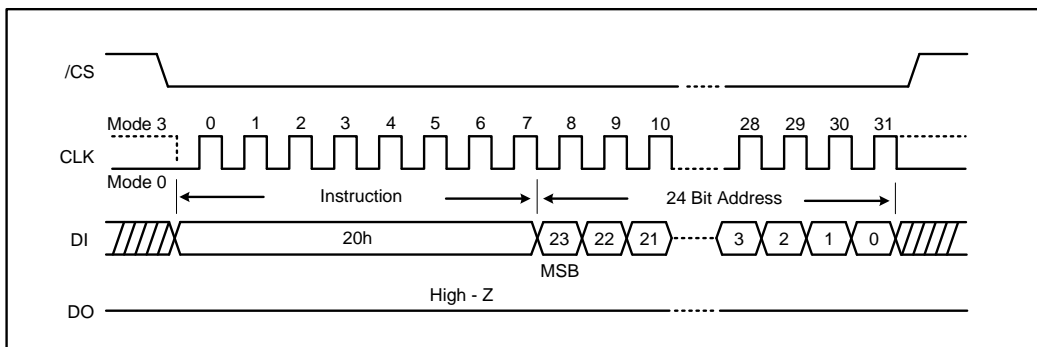 /CS
Mode 3 0 1 2 3 4 5 6 7 8 9 10 28 29 30 31
CLK
Mode 0
Instruction 24 Bit Address
DI 20h 23 22 21 3 2 1 0
MSB
High - Z
DO